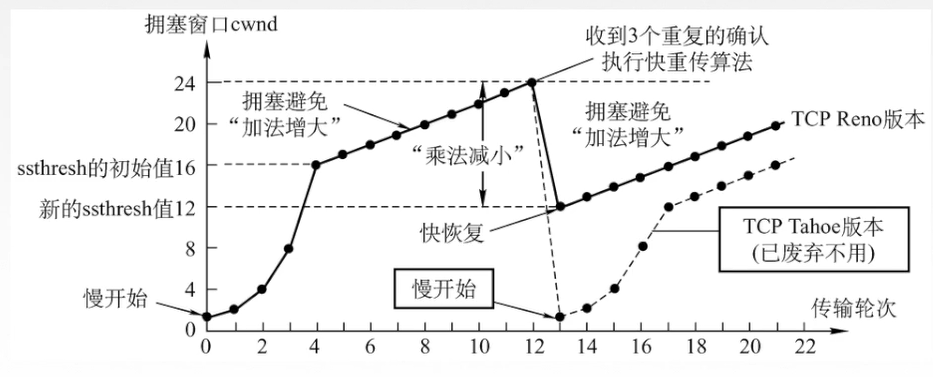 拥塞窗口cwnd
收到3个重复的确认
执行快重传算法
24
拥塞避免
“加法增大”
拥塞避免
“加法增大”
20
TCP Reno版本
ssthresh的初始值16
“乘法减小”
新的ssthresh值12
快恢复
TCP Tahoe版本
(已废弃不用)
8
4
慢开始
慢开始
传输轮次
0
0 2 4 6 8 10 12 14 16 18 20 22